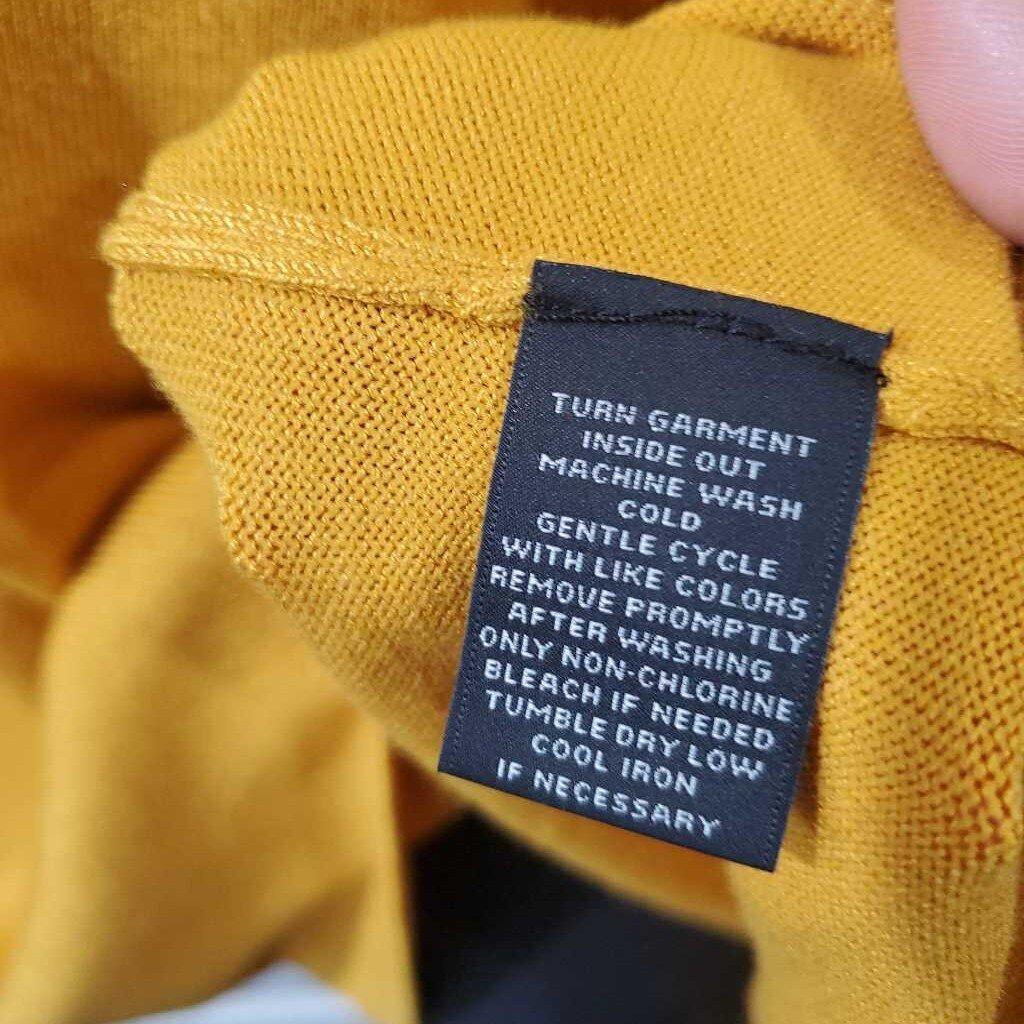 TURN GARMENT
INSIDE OUT
MACHINE WASH
COLD
GENTLE CYCLE
WITH LIKE COLORS
REMOVE PROMPTLY
AFTER WASHING
ONLY NON-CHLORINE
BLEACH IF NEEDED
TUMBLE DRY LOW
COOL IRON
IF NECESSARY